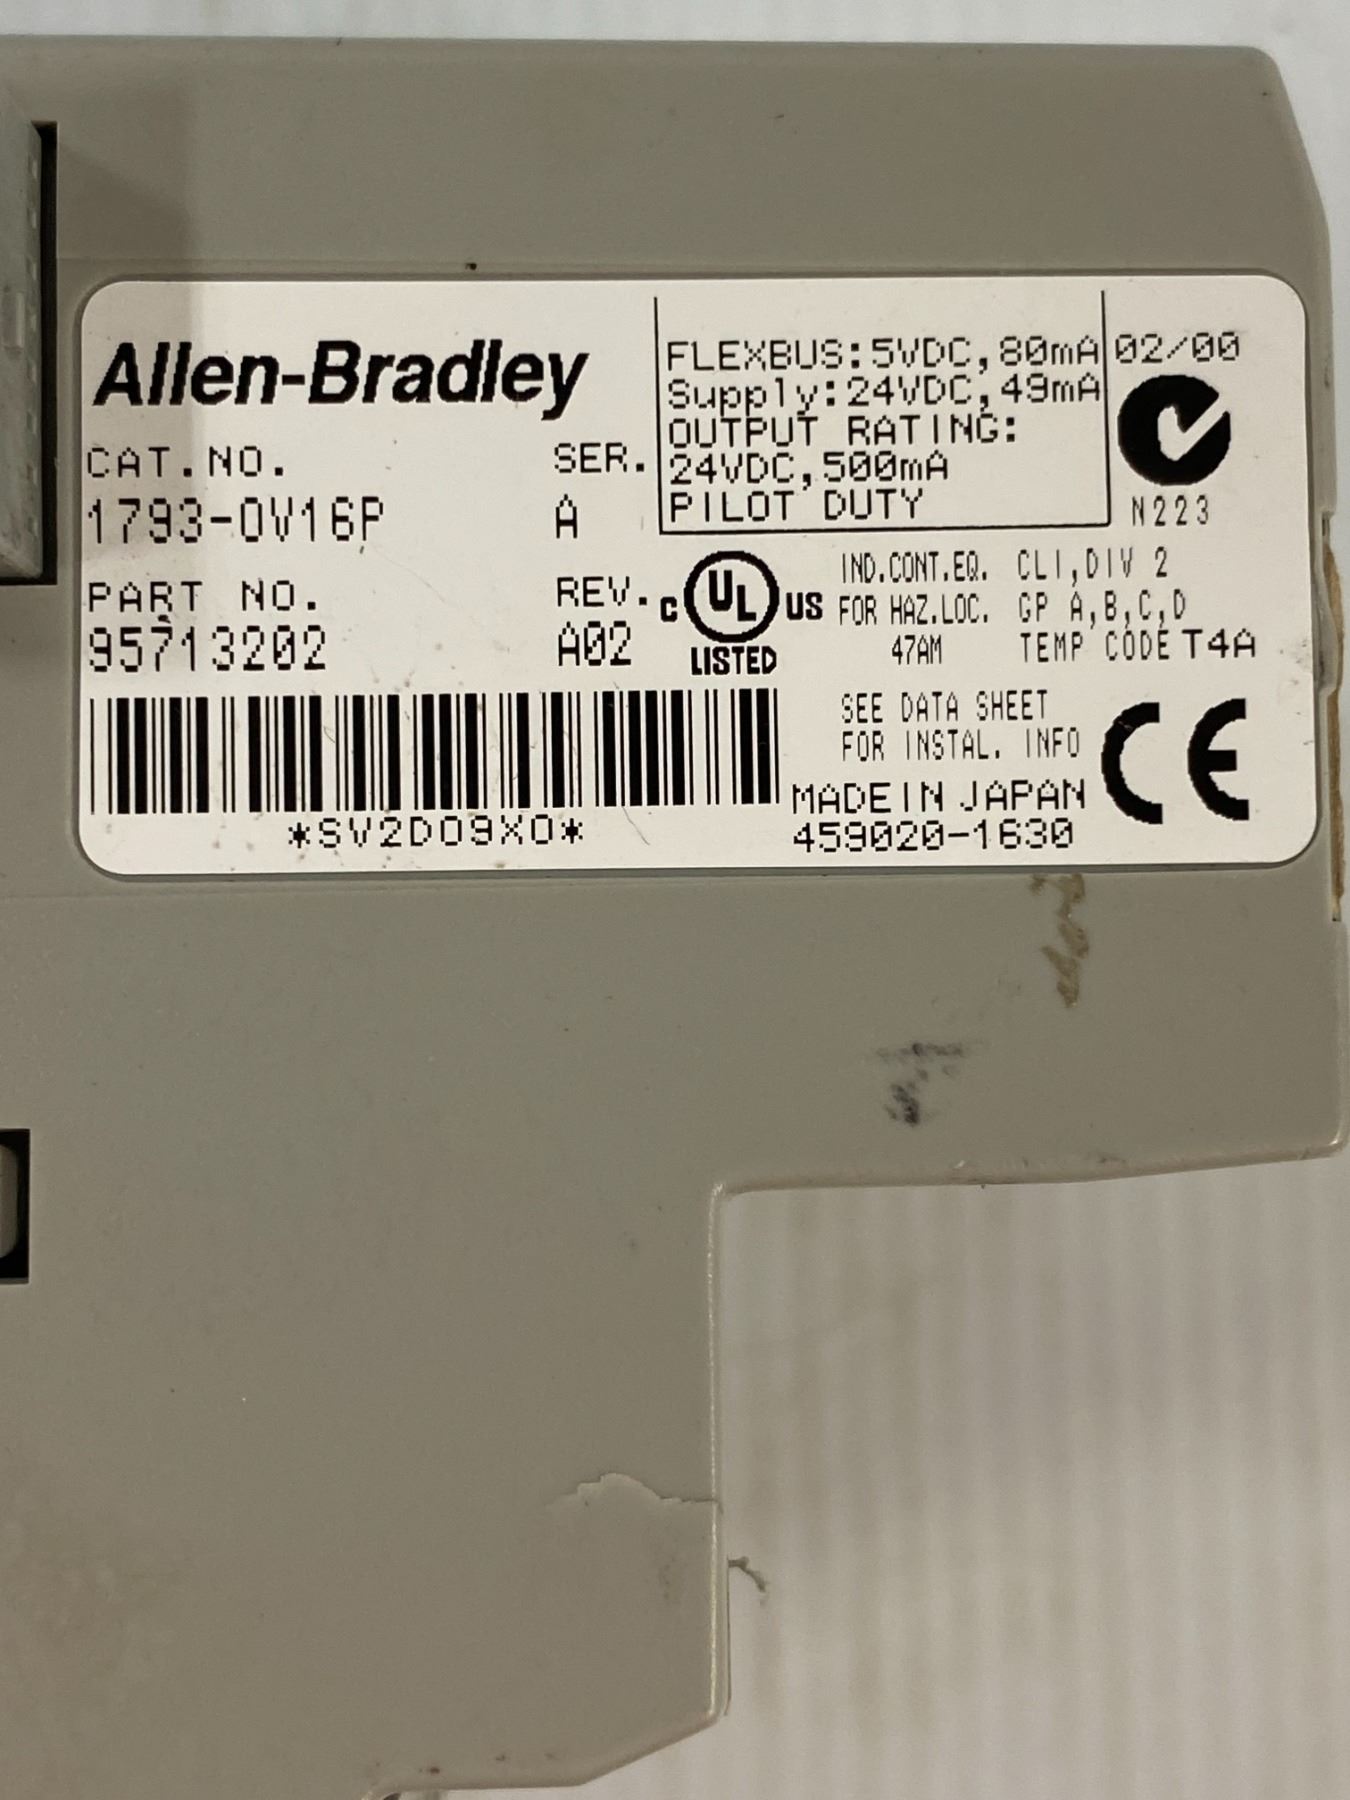 Allen-Bradley
CAT.NO. SER.
1793-OV16P A
PART NO. REV.
95713202 A02
*SV2D09X0*
FLEXBUS:5VDC,80mA
Supply:24VDC,49mA
OUTPUT RATING:
24VDC,500mA
PILOT DUTY
02/00
N223
C UL US
LISTED
IND.CONT.EQ. CLI,DIV 2
FOR HAZ.LOC. GP A,B,C,D
47AM TEMP CODE T4A
SEE DATA SHEET
FOR INSTAL. INFO
CE
MADE IN JAPAN
459020-1630